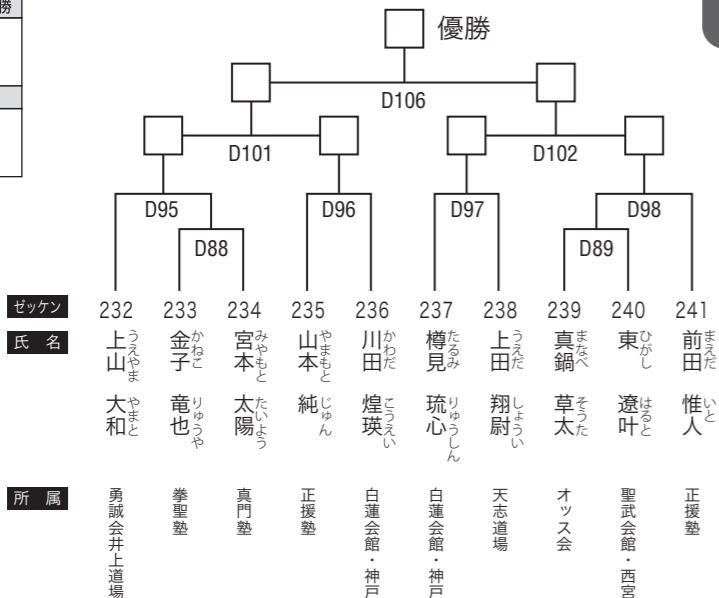 勝
優勝
D106
D101
D102
D95
D96
D97
D98
D88
D89
ゼッケン
232
233
234
235
236
237
238
239
240
241
氏 名
上山 大和
うえやま やまと
金子 竜也
かねこ りゅうや
宮本 太陽
みやもと たいよう
山本 純
やまもと じゅん
川田 煌瑛
かわだ こうえい
樽見 琉心
たるみ りゅうしん
上田 翔尉
うえだ しょうい
真鍋 草太
まなべ そうた
東 遼叶
ひがし はると
前田 惟人
まえだ いと
所 属
勇誠会井上道場
拳聖塾
真門塾
正援塾
白蓮会館・神戸
白蓮会館・神戸
天志道場
オッス会
聖武会館・西宮
正援塾